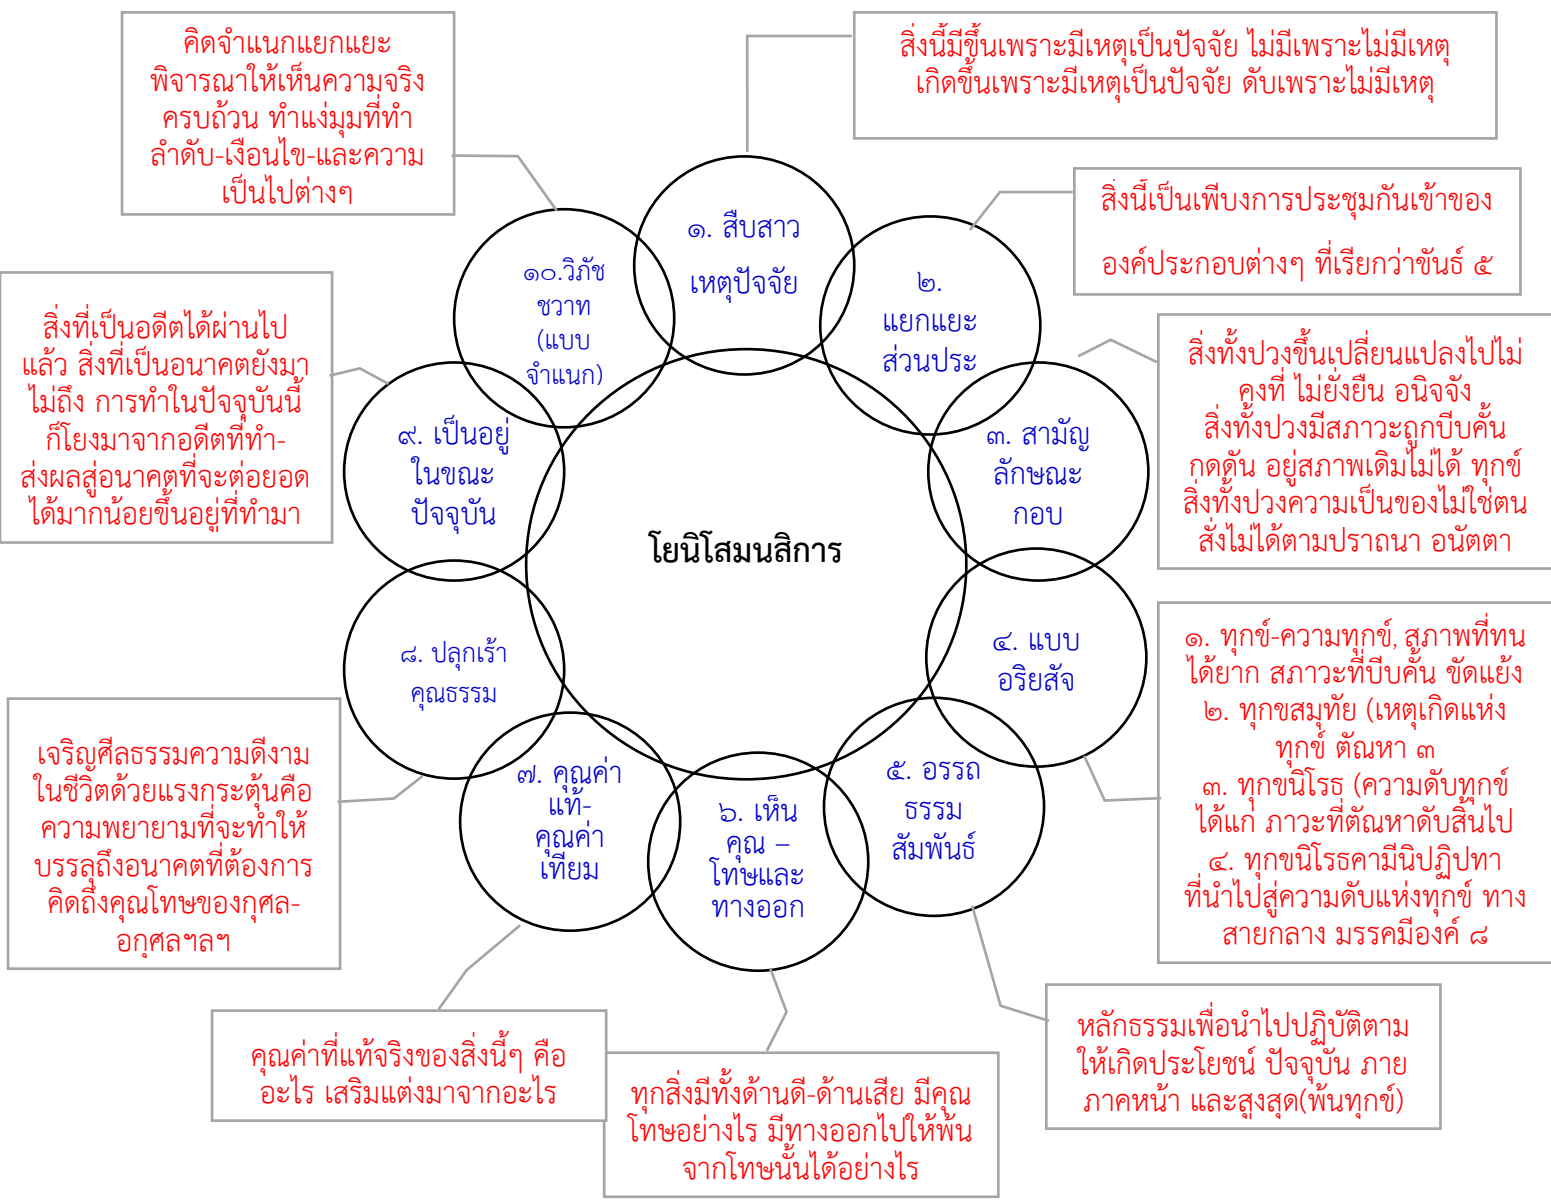 คิดจำแนกแยกแยะ
พิจารณาให้เห็นความจริง
ครบถ้วน ทำแง่มุมที่ทำ
ลำดับ-เงือนไข-และความ
เป็นไปต่างๆ
สิ่งนี้มีขึ้นเพราะมีเหตุเป็นปัจจัย ไม่มีเพราะไม่มีเหตุ
เกิดขึ้นเพราะมีเหตุเป็นปัจจัย ดับเพราะไม่มีเหตุ
สิ่งนี้เป็นเพีบงการประชุมกันเข้าของ
องค์ประกอบต่างๆ ที่เรียกว่าขันธ์ ๕
สิ่งทั้งปวงขึ้นเปลี่ยนแปลงไปไม่
คงที่ ไม่ยั่งยืน อนิจจัง
สิ่งทั้งปวงมีสภาวะถูกบีบคั้น
กดดัน อยู่สภาพเดิมไม่ได้ ทุกข์
สิ่งทั้งปวงความเป็นของไม่ใช่ตน
สั่งไม่ได้ตามปราถนา อนัตตา
๑. ทุกข์-ความทุกข์, สภาพที่ทน
ได้ยาก สภาวะที่บีบคั้น ขัดแย้ง
๒. ทุกขสมุทัย (เหตุเกิดแห่ง
ทุกข์ ตัณหา ๓
๓. ทุกขนิโรธ (ความดับทุกข์
ได้แก่ ภาวะที่ตัณหาดับสิ้นไป
๔. ทุกขนิโรธคามีนิปฏิปทา
ที่นำไปสู่ความดับแห่งทุกข์ ทาง
สายกลาง มรรคมีองค์ ๘
หลักธรรมเพื่อนำไปปฏิบัติตาม
ให้เกิดประโยชน์ ปัจจุบัน ภาย
ภาคหน้า และสูงสุด(พ้นทุกข์)
ทุกสิ่งมีทั้งด้านดี-ด้านเสีย มีคุณ
โทษอย่างไร มีทางออกไปให้พ้น
จากโทษนั้นได้อย่างไร
คุณค่าที่แท้จริงของสิ่งนี้ๆ คือ
อะไร เสริมแต่งมาจากอะไร
เจริญศีลธรรมความดีงาม
ในชีวิตด้วยแรงกระตุ้นคือ
ความพยายามที่จะทำให้
บรรลุถึงอนาคตที่ต้องการ
คิดถึงคุณโทษของกุศล-
อกุศลฯลฯ
สิ่งที่เป็นอดีตได้ผ่านไป
แล้ว สิ่งที่เป็นอนาคตยังมา
ไม่ถึง การทำในปัจจุบันนี้
ก็โยงมาจากอดีตที่ทำ-
ส่งผลสู่อนาคตที่จะต่อยอด
ได้มากน้อยขึ้นอยู่ที่ทำมา
๑. สืบสาว
เหตุปัจจัย
๒.
แยกแยะ
ส่วนประ
๓. สามัญ
ลักษณะ
กอบ
๔. แบบ
อริยสัจ
๕. อรรถ
ธรรม
สัมพันธ์
๖. เห็น
คุณ –
โทษและ
ทางออก
๗. คุณค่า
แท้-
คุณค่า
เทียม
๘. ปลุกเร้า
คุณธรรม
๙. เป็นอยู่
ในขณะ
ปัจจุบัน
๑๐.วิภัช
ชวาท
(แบบ
จำแนก)
โยนิโสมนสิการ